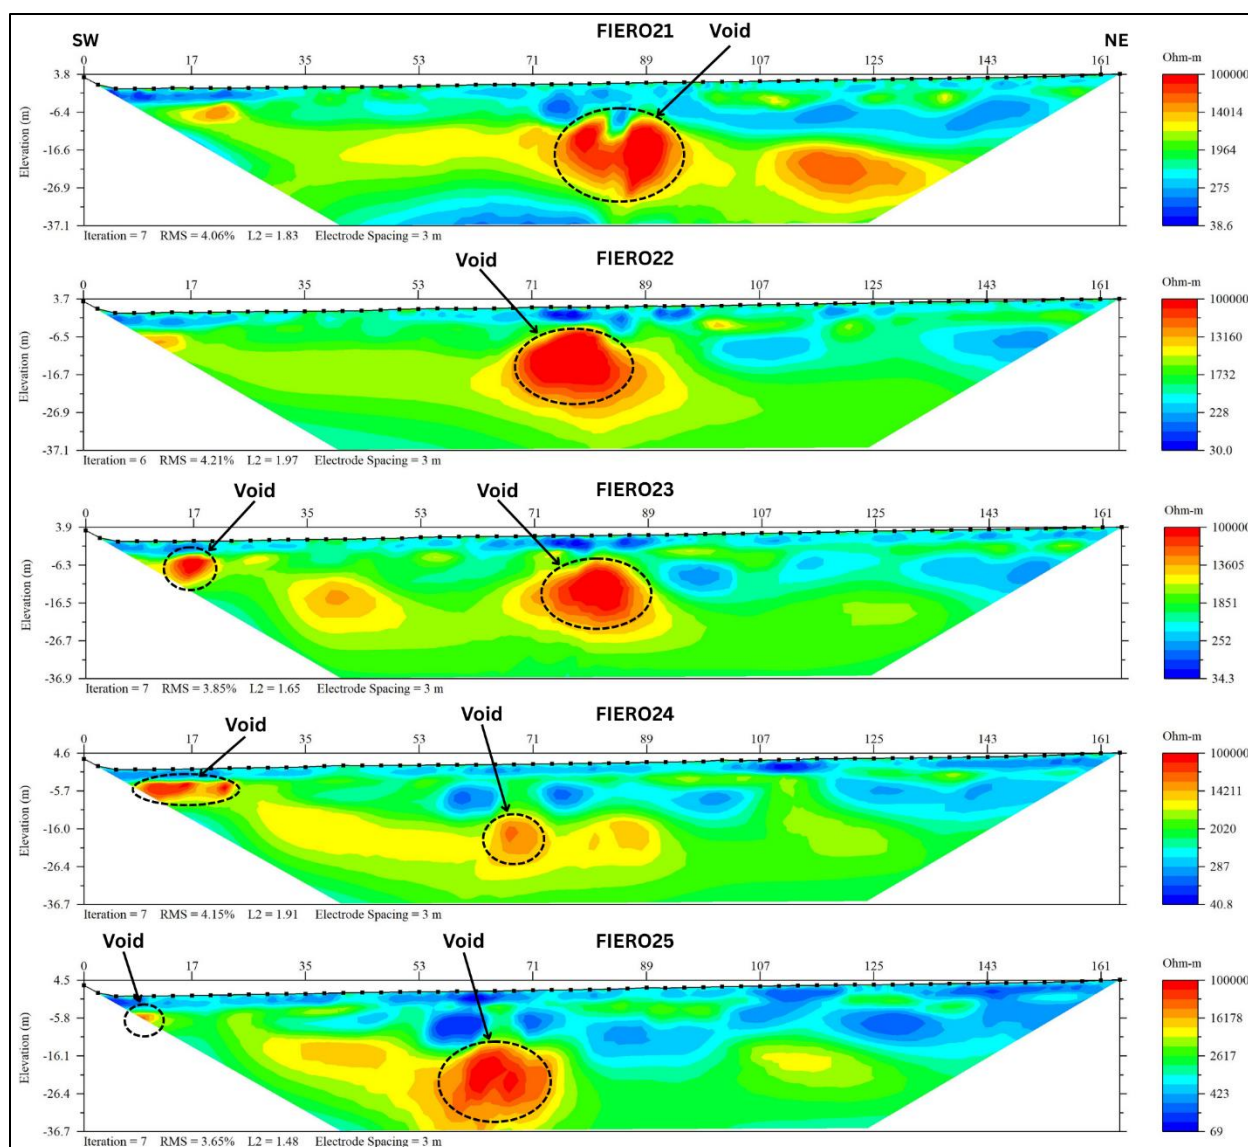 SW FIERO21 Void NE
0 17 35 53 71 89 107 125 143 161 Ohm-m
Elevation (m)
3.8 100000
-6.4 14014
-16.6 1964
-26.9 275
-37.1 38.6
Iteration = 7 RMS = 4.06% L2 = 1.83 Electrode Spacing = 3 m
Void FIERO22
0 17 35 53 71 89 107 125 143 161 Ohm-m
Elevation (m)
3.7 100000
-6.5 13160
-16.7 1732
-26.9 228
-37.1 30.0
Iteration = 6 RMS = 4.21% L2 = 1.97 Electrode Spacing = 3 m
Void Void FIERO23
0 17 35 53 71 89 107 125 143 161 Ohm-m
Elevation (m)
3.9 100000
-6.3 13605
-16.5 1851
-26.7 252
-36.9 34.3
Iteration = 7 RMS = 3.85% L2 = 1.65 Electrode Spacing = 3 m
Void Void FIERO24
0 17 35 53 71 89 107 125 143 161 Ohm-m
Elevation (m)
4.6 100000
-5.7 14211
-16.0 2020
-26.4 287
-36.7 40.8
Iteration = 7 RMS = 4.15% L2 = 1.91 Electrode Spacing = 3 m
Void Void FIERO25
0 17 35 53 71 89 107 125 143 161 Ohm-m
Elevation (m)
4.5 100000
-5.8 16178
-16.1 2617
-26.4 423
-36.7 69
Iteration = 7 RMS = 3.65% L2 = 1.48 Electrode Spacing = 3 m